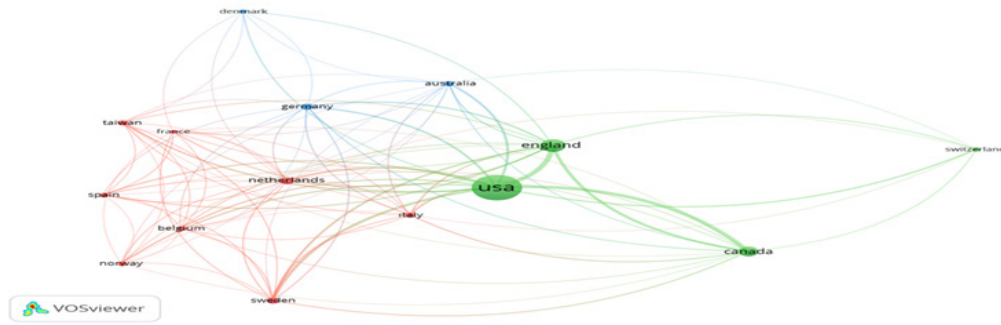 denmark
australia
germany
taiwan
france
england
switzerland
netherlands
usa
spain
italy
belgium
canada
norway
sweden
VOSviewer